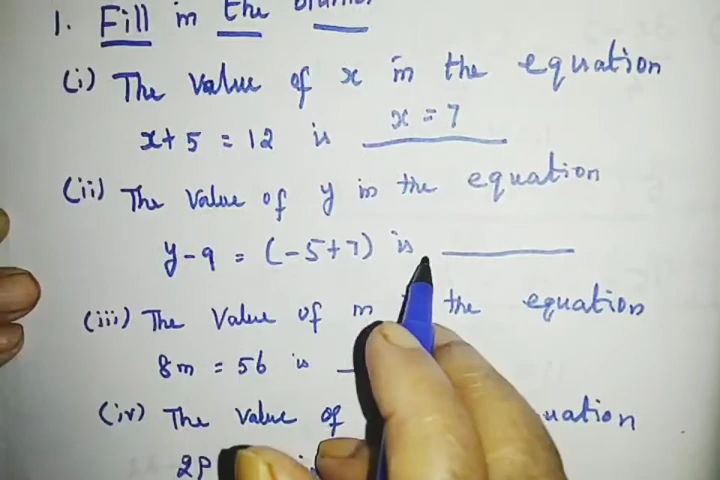 1. Fill in the
(i) The value of x in the equation
x + 5 = 12 is x = 7
(ii) The value of y in the equation
y - 9 = (-5+7) is
(iii) The value of m the equation
8m = 56 is
(iv) The value of
2P